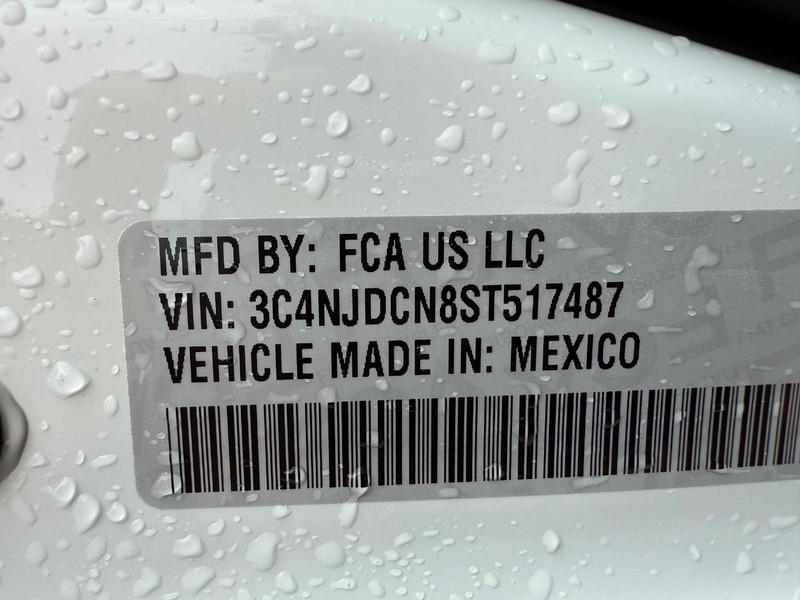 MFD BY: FCA US LLC
VIN: 3C4NJDCN8ST517487
VEHICLE MADE IN: MEXICO